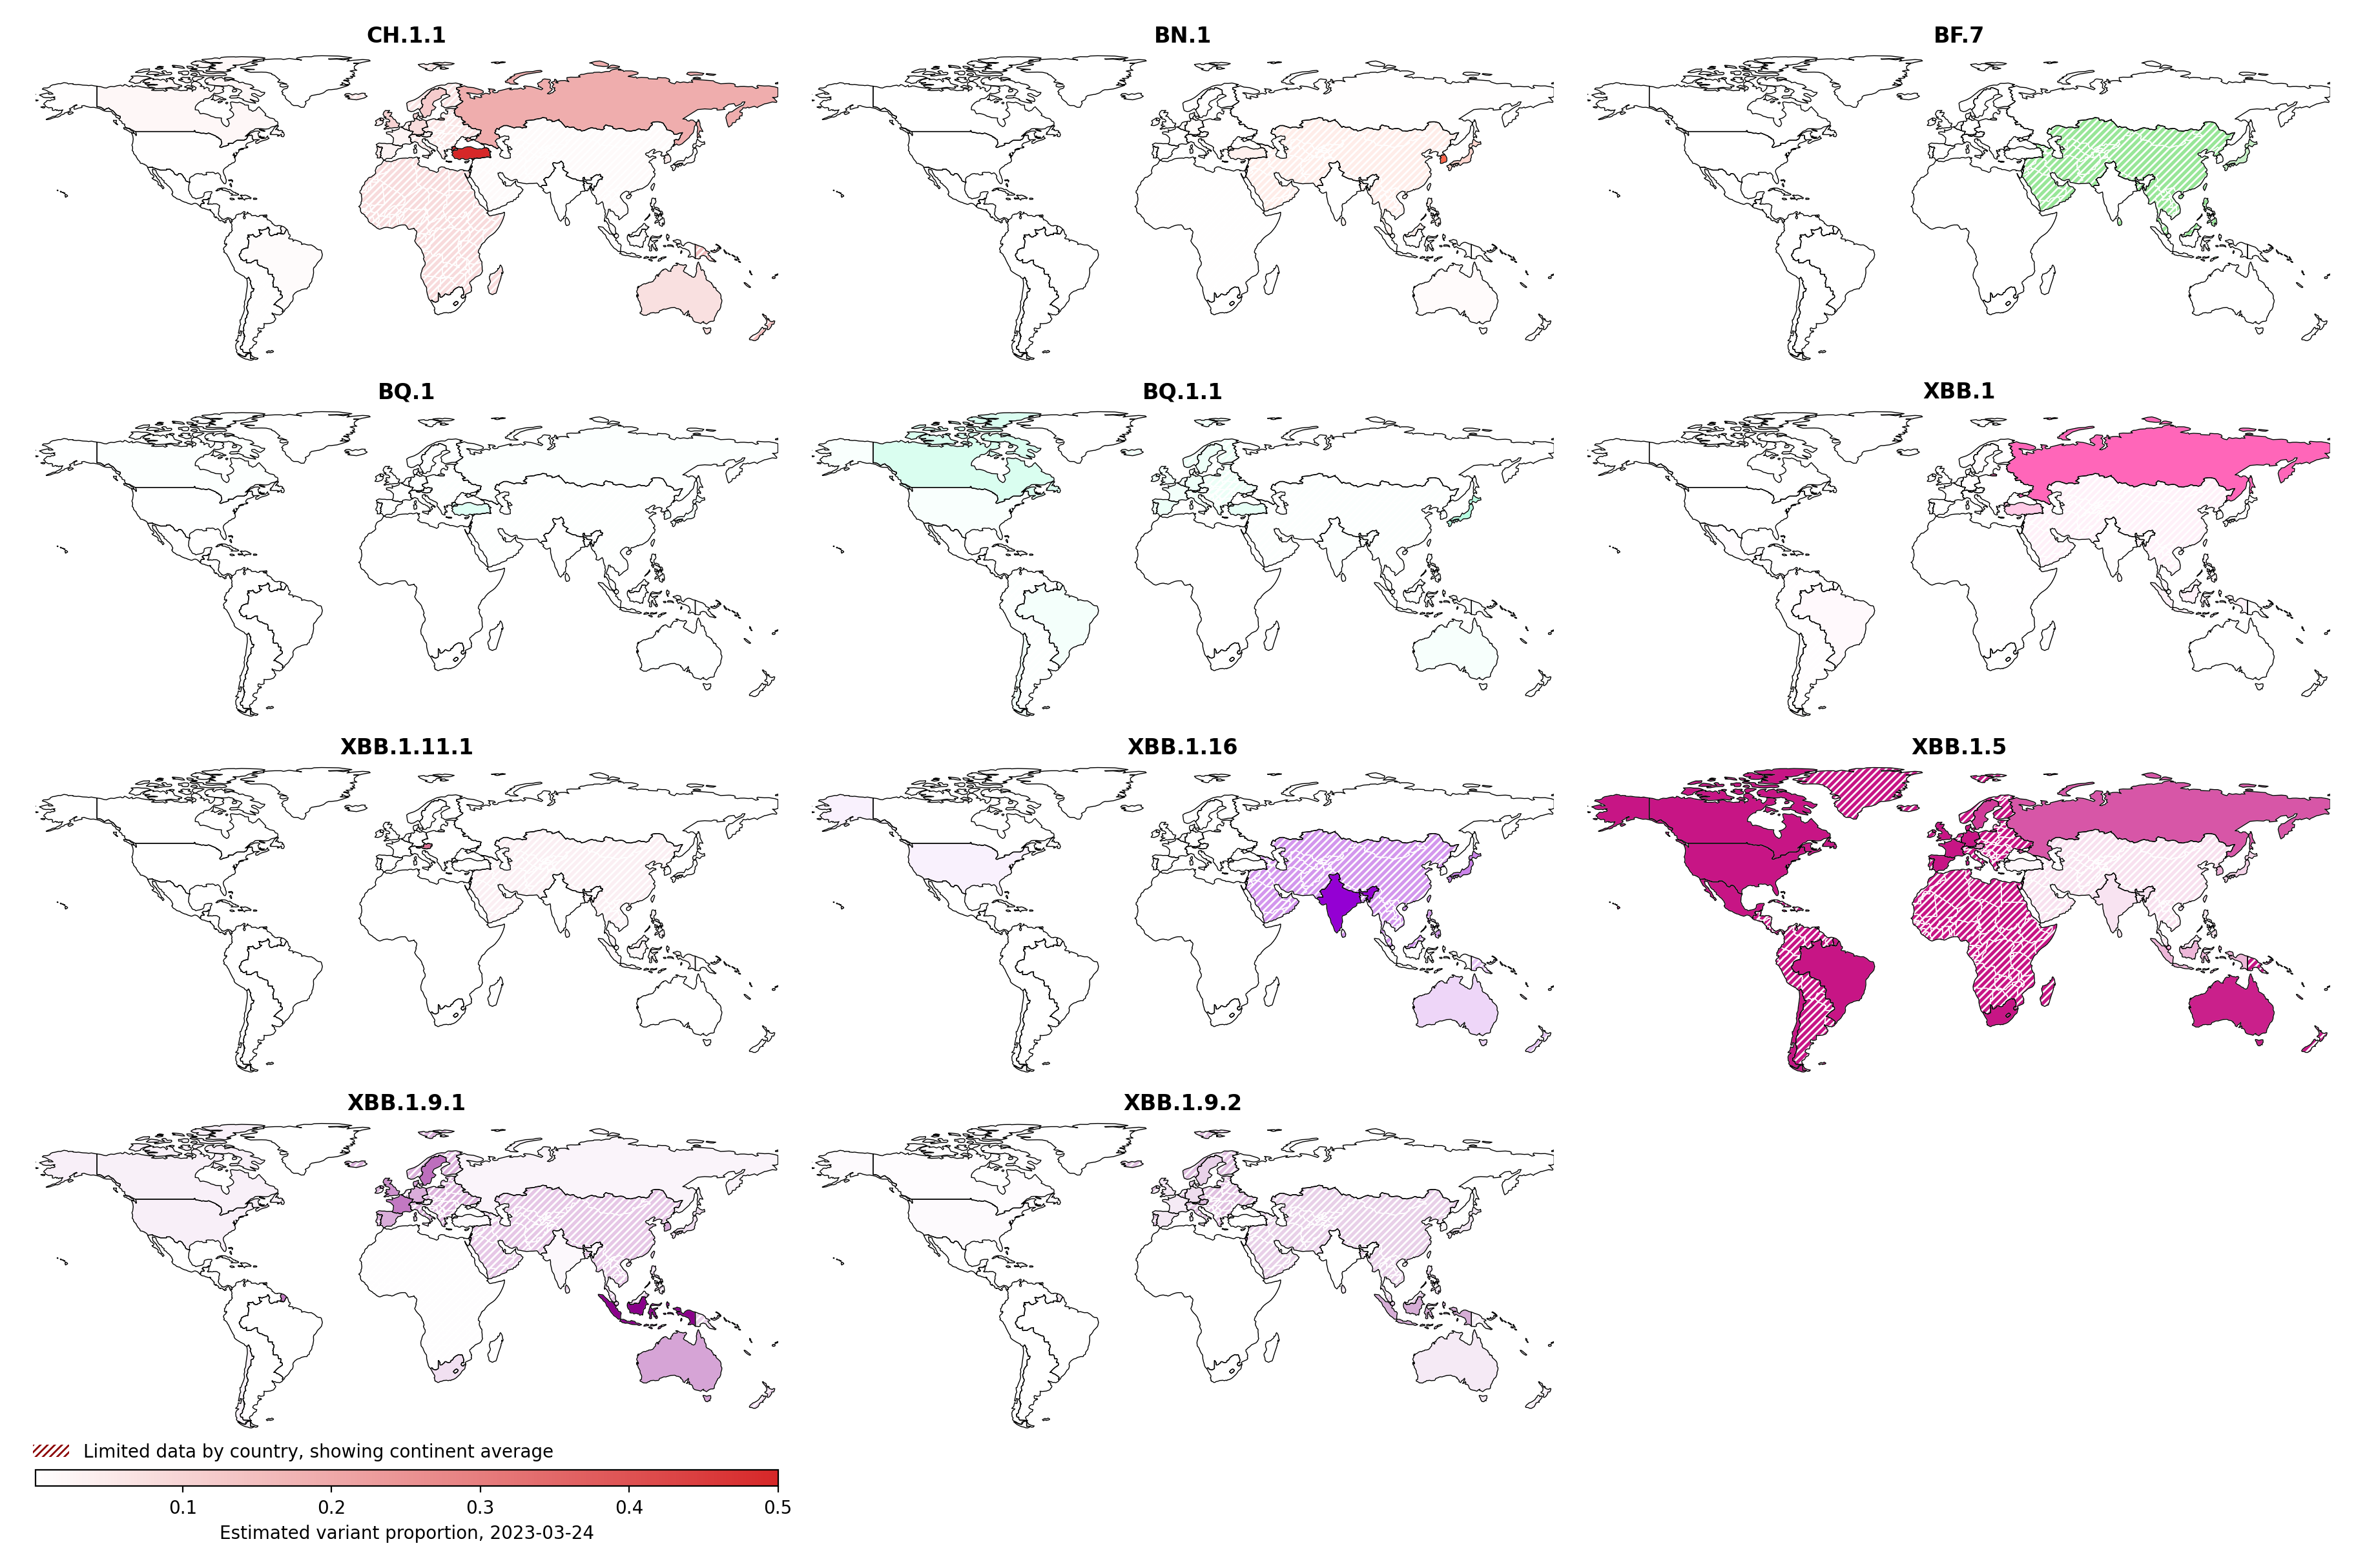 CH.1.1
BN.1
BF.7
BQ.1
BQ.1.1
XBB.1
XBB.1.11.1
XBB.1.16
XBB.1.5
XBB.1.9.1
XBB.1.9.2
Limited data by country, showing continent average
0.1 0.2 0.3 0.4 0.5
Estimated variant proportion, 2023-03-24